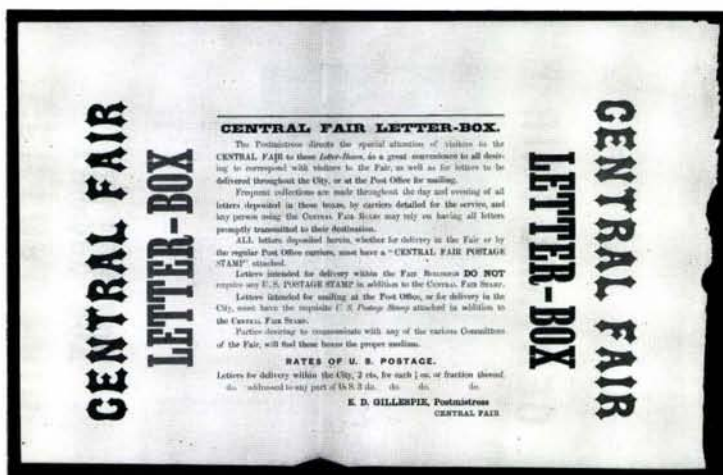 CENTRAL FAIR
LETTER-BOX
CENTRAL FAIR LETTER-BOX.
The Postmistress directs the special attention of visitors to the
CENTRAL FAIR to these Letter-Boxes, as a great convenience to all desir-
ing to correspond with visitors to the Fair, as well as for letters to be
delivered throughout the City, or at the Post Office for mailing.
Frequent collections are made throughout the day and evening of all
letters deposited in these boxes, by carriers detailed for the service, and
any person using the CENTRAL FAIR BOXES may rely on having all letters
promptly transmitted to their destination.
ALL letters deposited herein, whether for delivery in the Fair or by
the regular Post Office carriers, must have a "CENTRAL FAIR POSTAGE
STAMP" attached.
Letters intended for delivery within the FAIR BUILDINGS DO NOT
require any U. S. POSTAGE STAMP in addition to the CENTRAL FAIR STAMP.
Letters intended for mailing at the Post Office, or for delivery in the
City, must have the requisite U. S. Postage Stamp attached in addition to
the CENTRAL FAIR STAMP.
Parties desiring to communicate with any of the various Committees
of the Fair, will find these boxes the proper medium.
RATES OF U. S. POSTAGE.
Letters for delivery within the City, 2 cts, for each ½ oz. or fraction thereof.
do. addressed to any part of U. S. 3 do. do. do. do.
E. D. GILLESPIE, Postmistress
CENTRAL FAIR
LETTER-BOX
CENTRAL FAIR